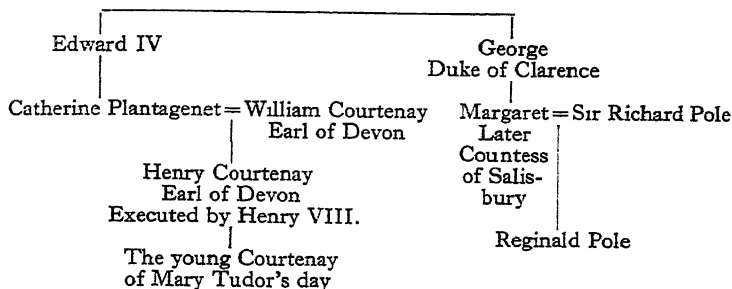 Edward IV
George
Duke of Clarence
Catherine Plantagenet = William Courtenay
Earl of Devon
Margaret = Sir Richard Pole
Later
Countess
of Salis-
bury
Henry Courtenay
Earl of Devon
Executed by Henry VIII.
Reginald Pole
The young Courtenay
of Mary Tudor's day